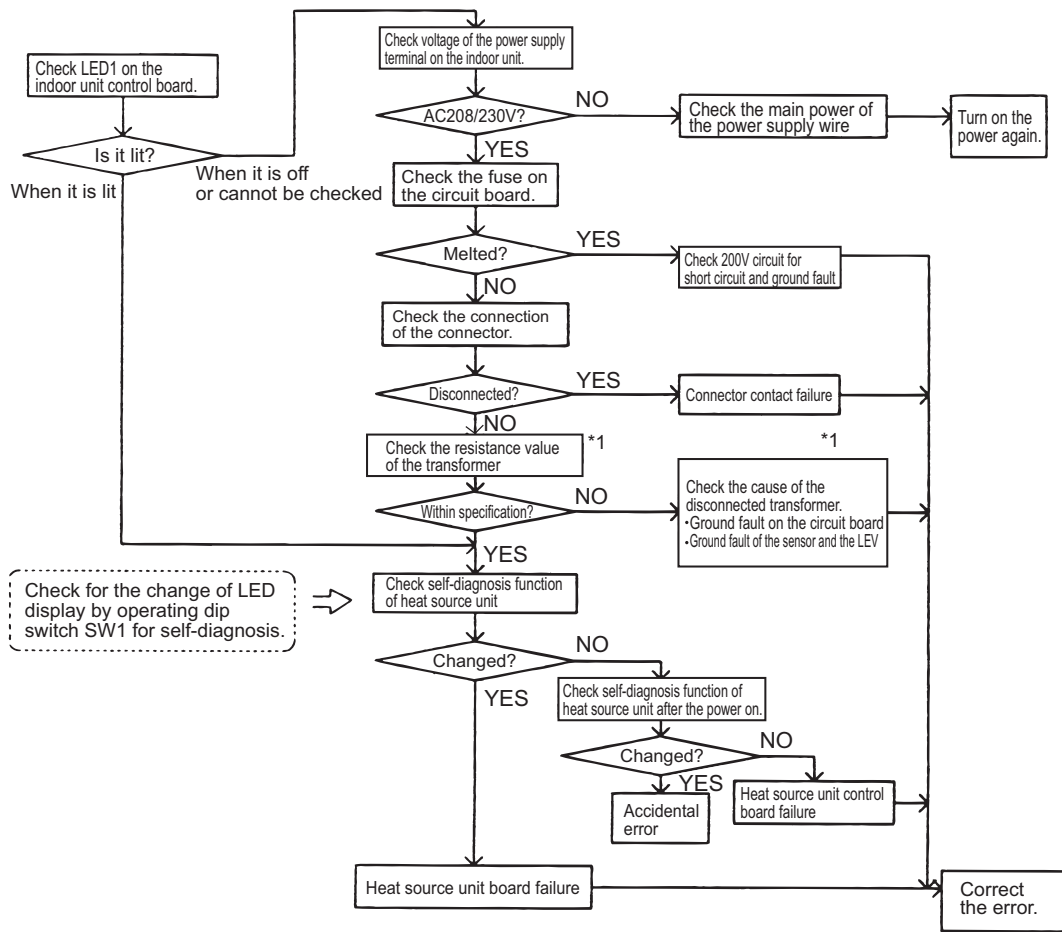 Check LED1 on the
indoor unit control board.
Is it lit?
When it is lit
When it is off
or cannot be checked
Check voltage of the power supply
terminal on the indoor unit.
AC208/230V?
NO
Check the main power of
the power supply wire
Turn on the
power again.
YES
Check the fuse on
the circuit board.
Melted?
YES
Check 200V circuit for
short circuit and ground fault
NO
Check the connection
of the connector.
Disconnected?
YES
Connector contact failure
NO
Check the resistance value
of the transformer
*1
*1
Within specification?
NO
Check the cause of the
disconnected transformer.
•Ground fault on the circuit board
•Ground fault of the sensor and the LEV
YES
Check for the change of LED
display by operating dip
switch SW1 for self-diagnosis.
Check self-diagnosis function
of heat source unit
Changed?
NO
YES
Check self-diagnosis function of
heat source unit after the power on.
Changed?
NO
YES
Accidental
error
Heat source unit control
board failure
Heat source unit board failure
Correct
the error.